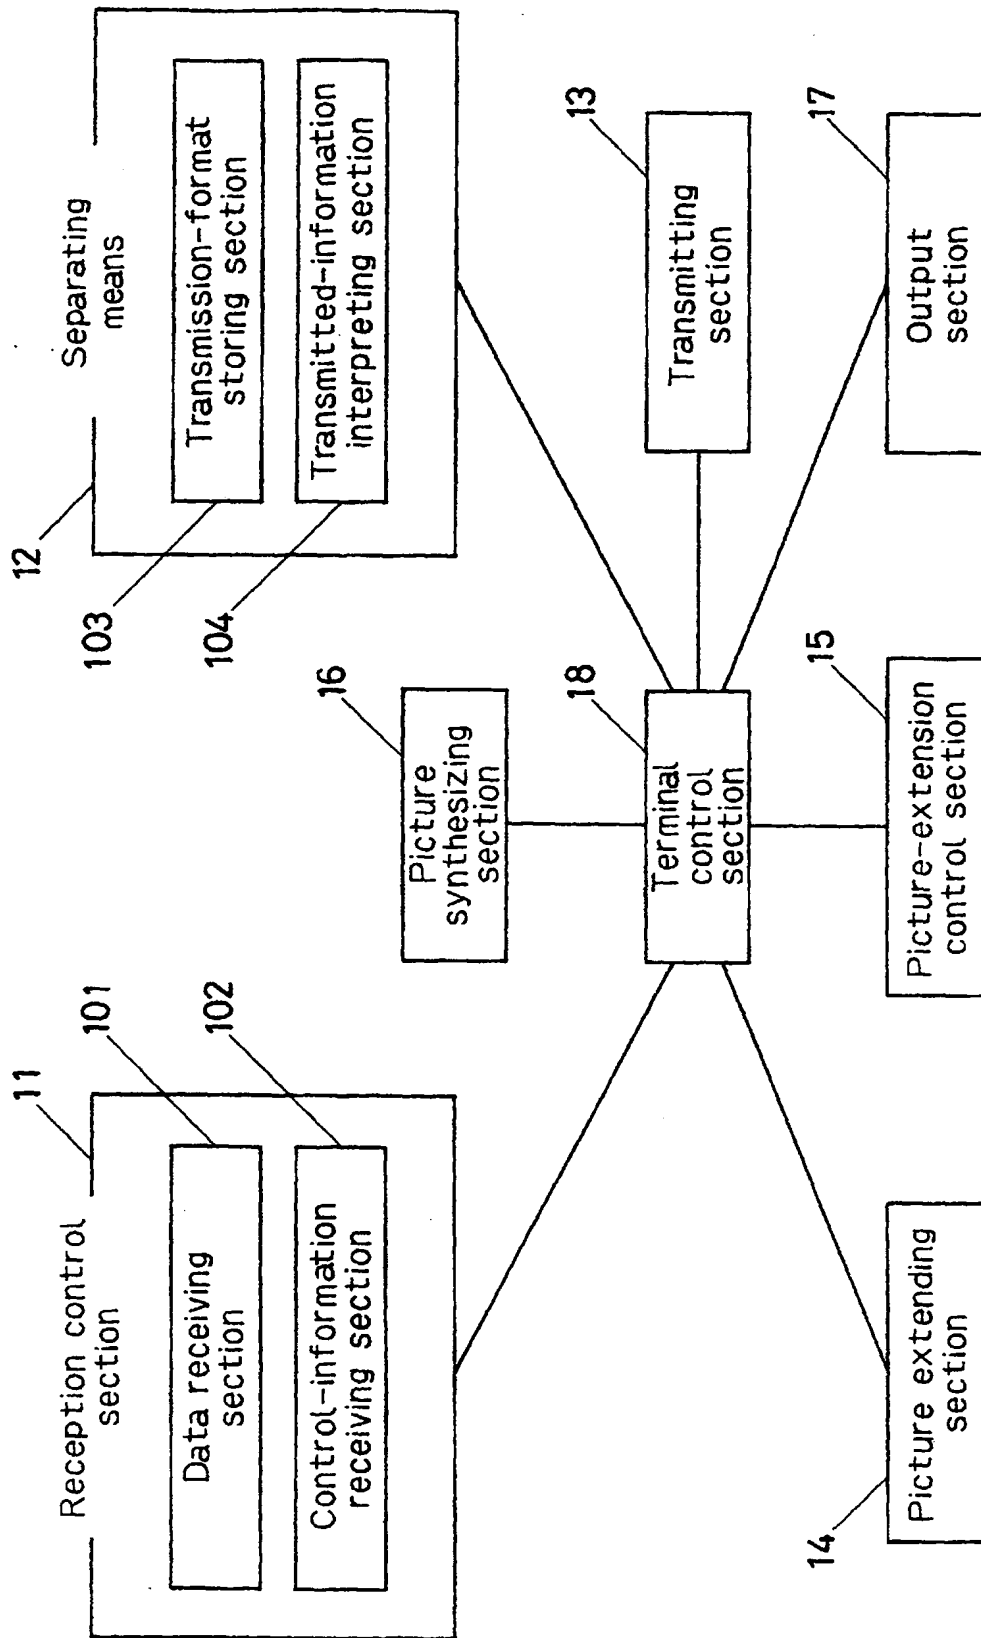 11
Reception control
section
101
Data receiving
section
102
Control-information
receiving section
12
Separating
means
103
Transmission-format
storing section
104
Transmitted-information
interpreting section
16
Picture
synthesizing
section
18
Terminal
control
section
13
Transmitting
section
14
Picture extending
section
15
Picture-extension
control section
17
Output
section